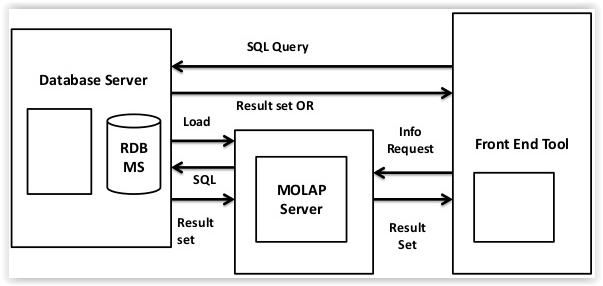 SQL Query
Database Server
Result set OR
Load
RDB
MS
Info
Request
Front End Tool
SQL
MOLAP
Server
Result
set
Result
Set